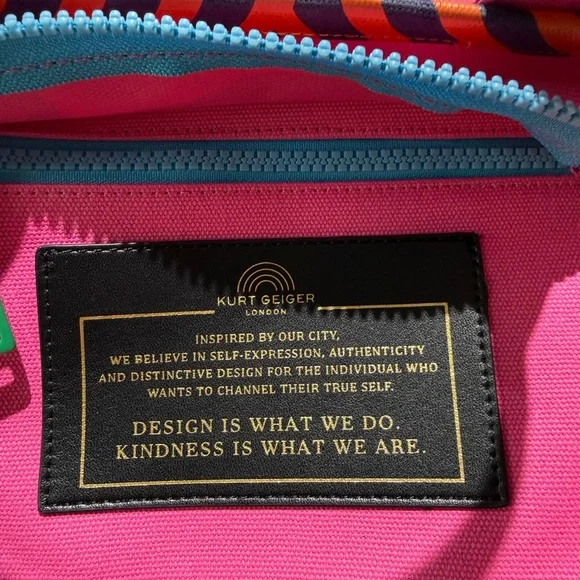 KURT GEIGER
LONDON
INSPIRED BY OUR CITY,
WE BELIEVE IN SELF-EXPRESSION, AUTHENTICITY
AND DISTINCTIVE DESIGN FOR THE INDIVIDUAL WHO
WANTS TO CHANNEL THEIR TRUE SELF.
DESIGN IS WHAT WE DO.
KINDNESS IS WHAT WE ARE.